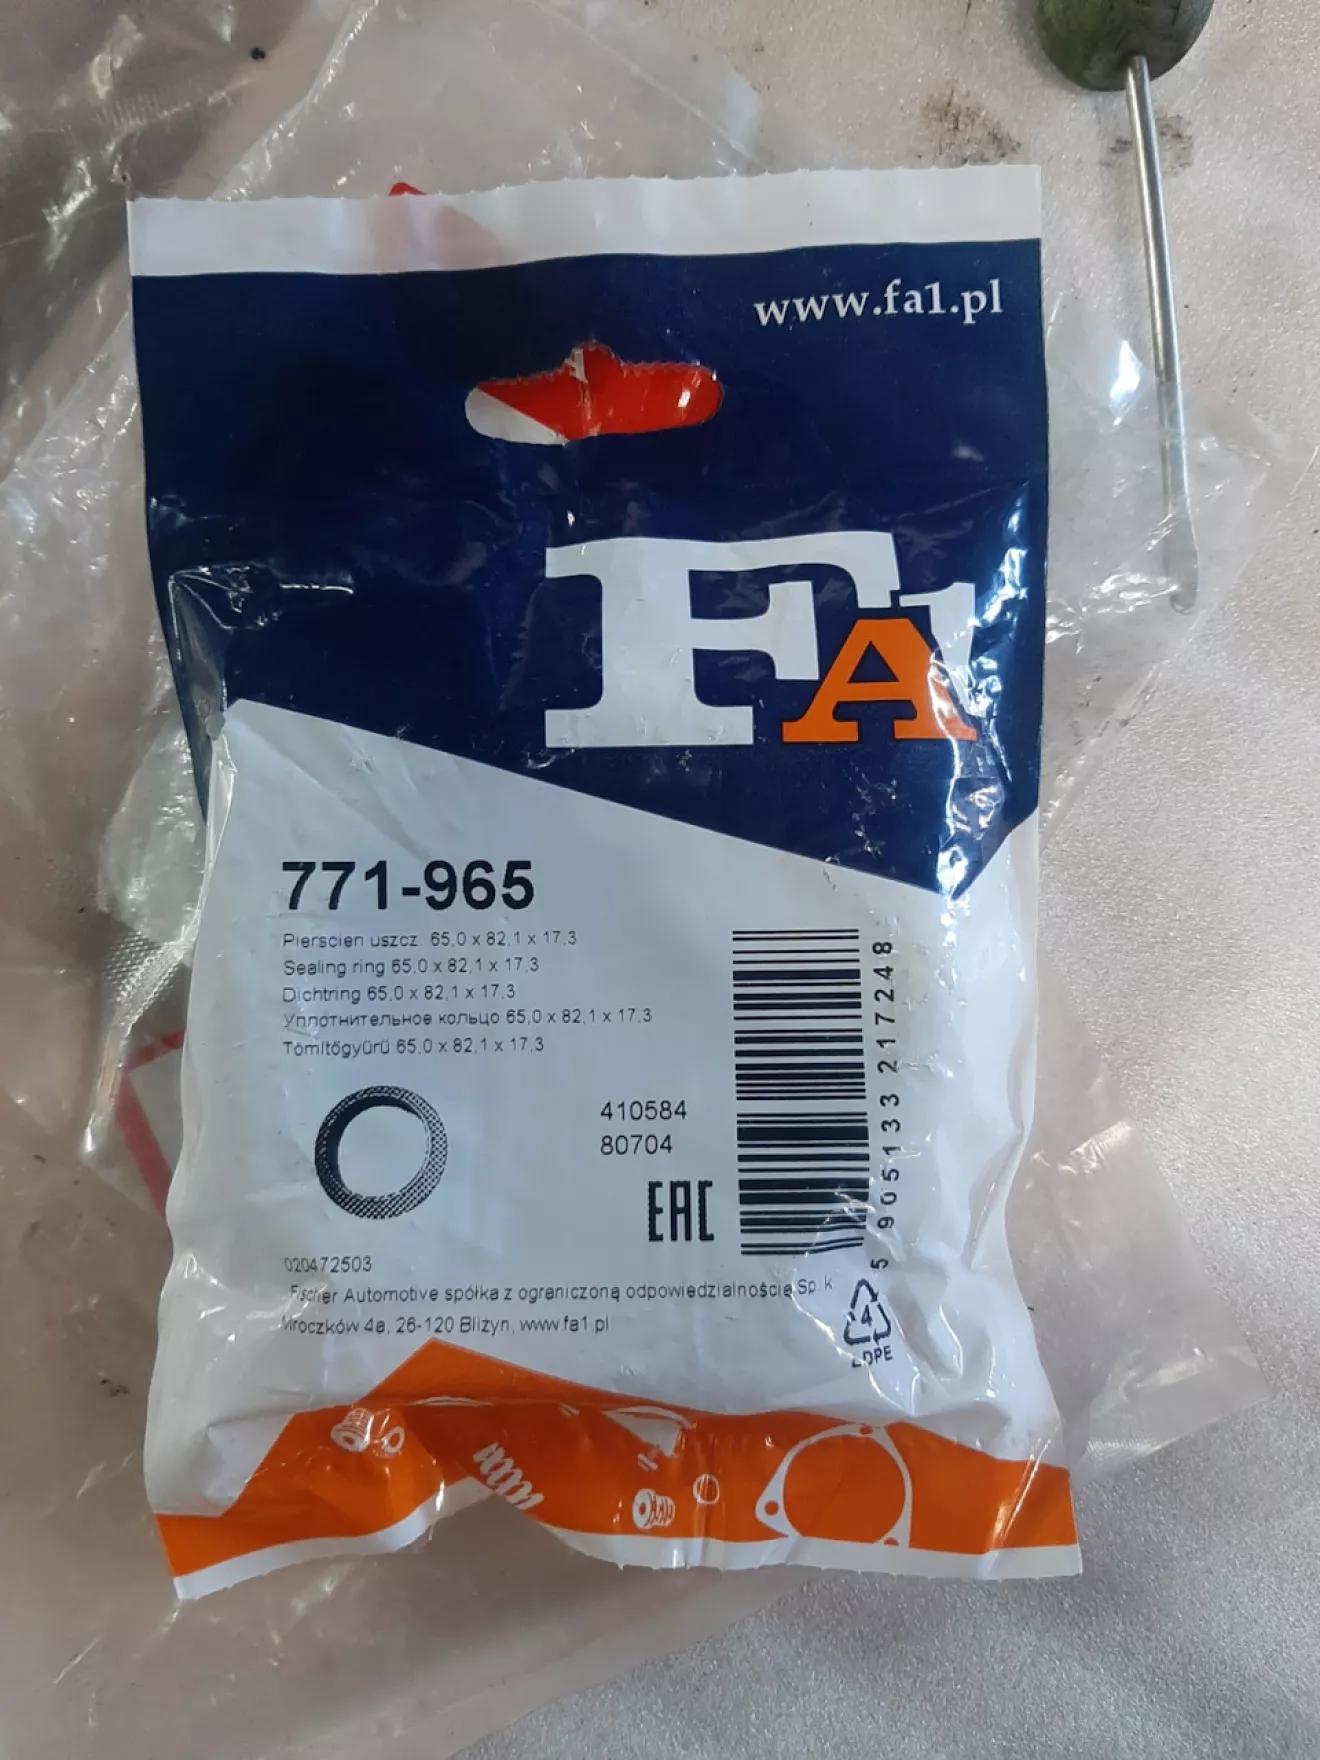 www.fa1.pl
FA1
771-965
Pierscien uszcz. 65,0 x 82,1 x 17,3
Sealing ring 65,0 x 82,1 x 17,3
Dichtring 65,0 x 82,1 x 17,3
Уплотнительное кольцо 65,0 x 82,1 x 17,3
Tömítőgyűrű 65,0 x 82,1 x 17,3
410584
80704
EAC
5 905133 217248
020472503
Fischer Automotive spółka z ograniczoną odpowiedzialnością Sp. k
Mroczków 4a, 26-120 Bliżyn, www.fa1.pl
4
LDPE